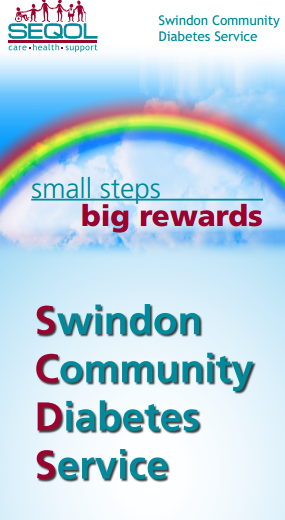 SEQOL
care • health • support
Swindon Community
Diabetes Service
small steps
big rewards
Swindon
Community
Diabetes
Service